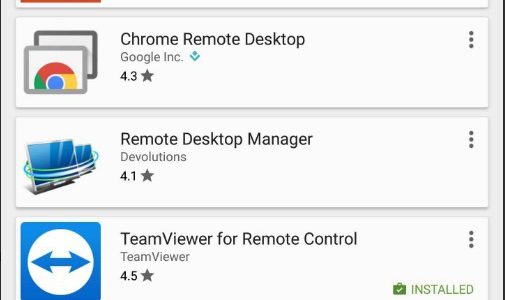 Chrome Remote Desktop
Google Inc.
4.3
Remote Desktop Manager
Devolutions
4.1
TeamViewer for Remote Control
TeamViewer
4.5
INSTALLED